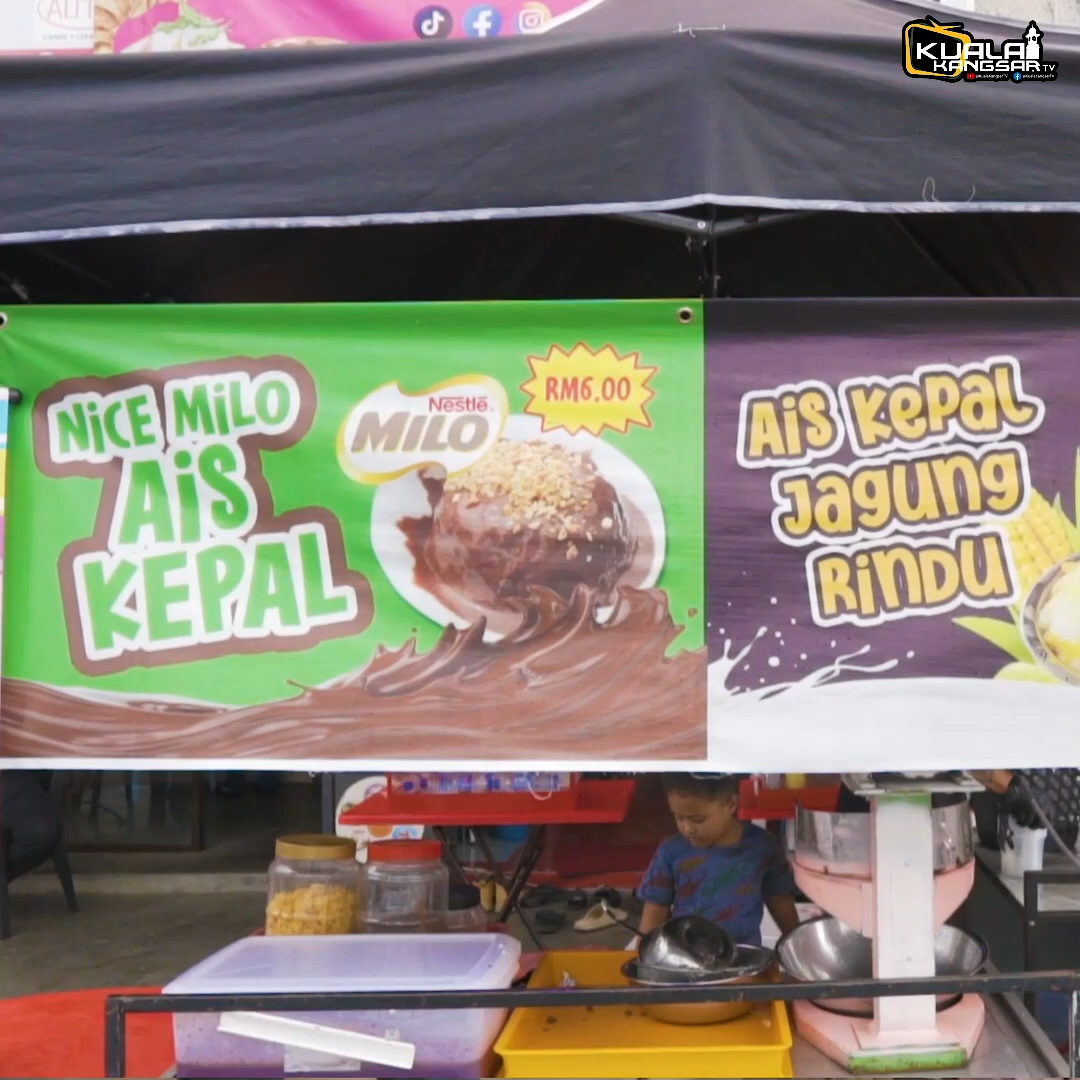 KUALA
KANGSAR TV
NiCE MiLO
AiS
KEPAL
Nestlé
MILO
RM6.00
Ais Kepal
Jagung
Rindu